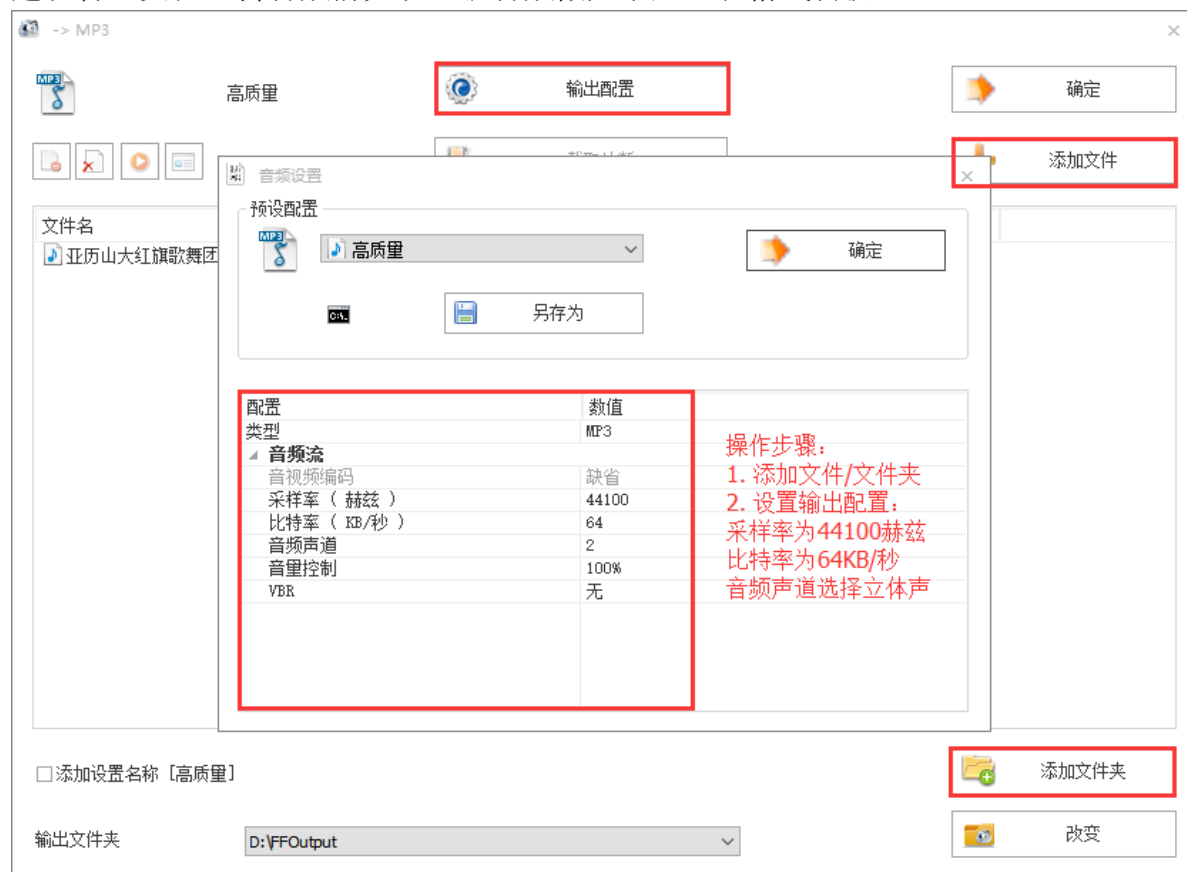 -> MP3
高质量
输出配置
确定
添加文件
文件名
亚历山大红旗歌舞团
音频设置
预设配置
MP3
高质量
确定
另存为
配置 数值
类型 MP3
音频流
音视频编码 缺省
采样率 ( 赫兹 ) 44100
比特率 ( KB/秒 ) 64
音频声道 2
音量控制 100%
VBR 无
操作步骤:
1. 添加文件/文件夹
2. 设置输出配置:
采样率为44100赫兹
比特率为64KB/秒
音频声道选择立体声
添加设置名称 [高质量]
添加文件夹
输出文件夹
D:\FFOutput
改变